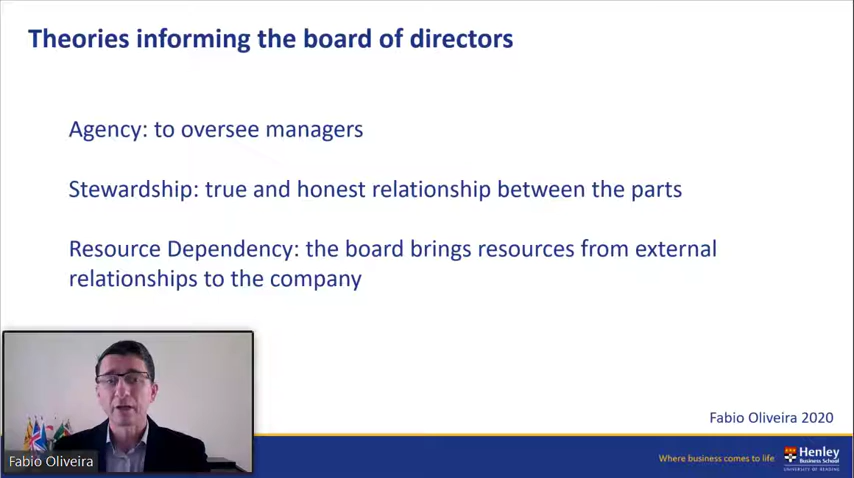 Theories informing the board of directors
Agency: to oversee managers
Stewardship: true and honest relationship between the parts
Resource Dependency: the board brings resources from external
relationships to the company
Fabio Oliveira 2020
Fabio Oliveira
Where business comes to life
Henley
Business School
UNIVERSITY OF READING